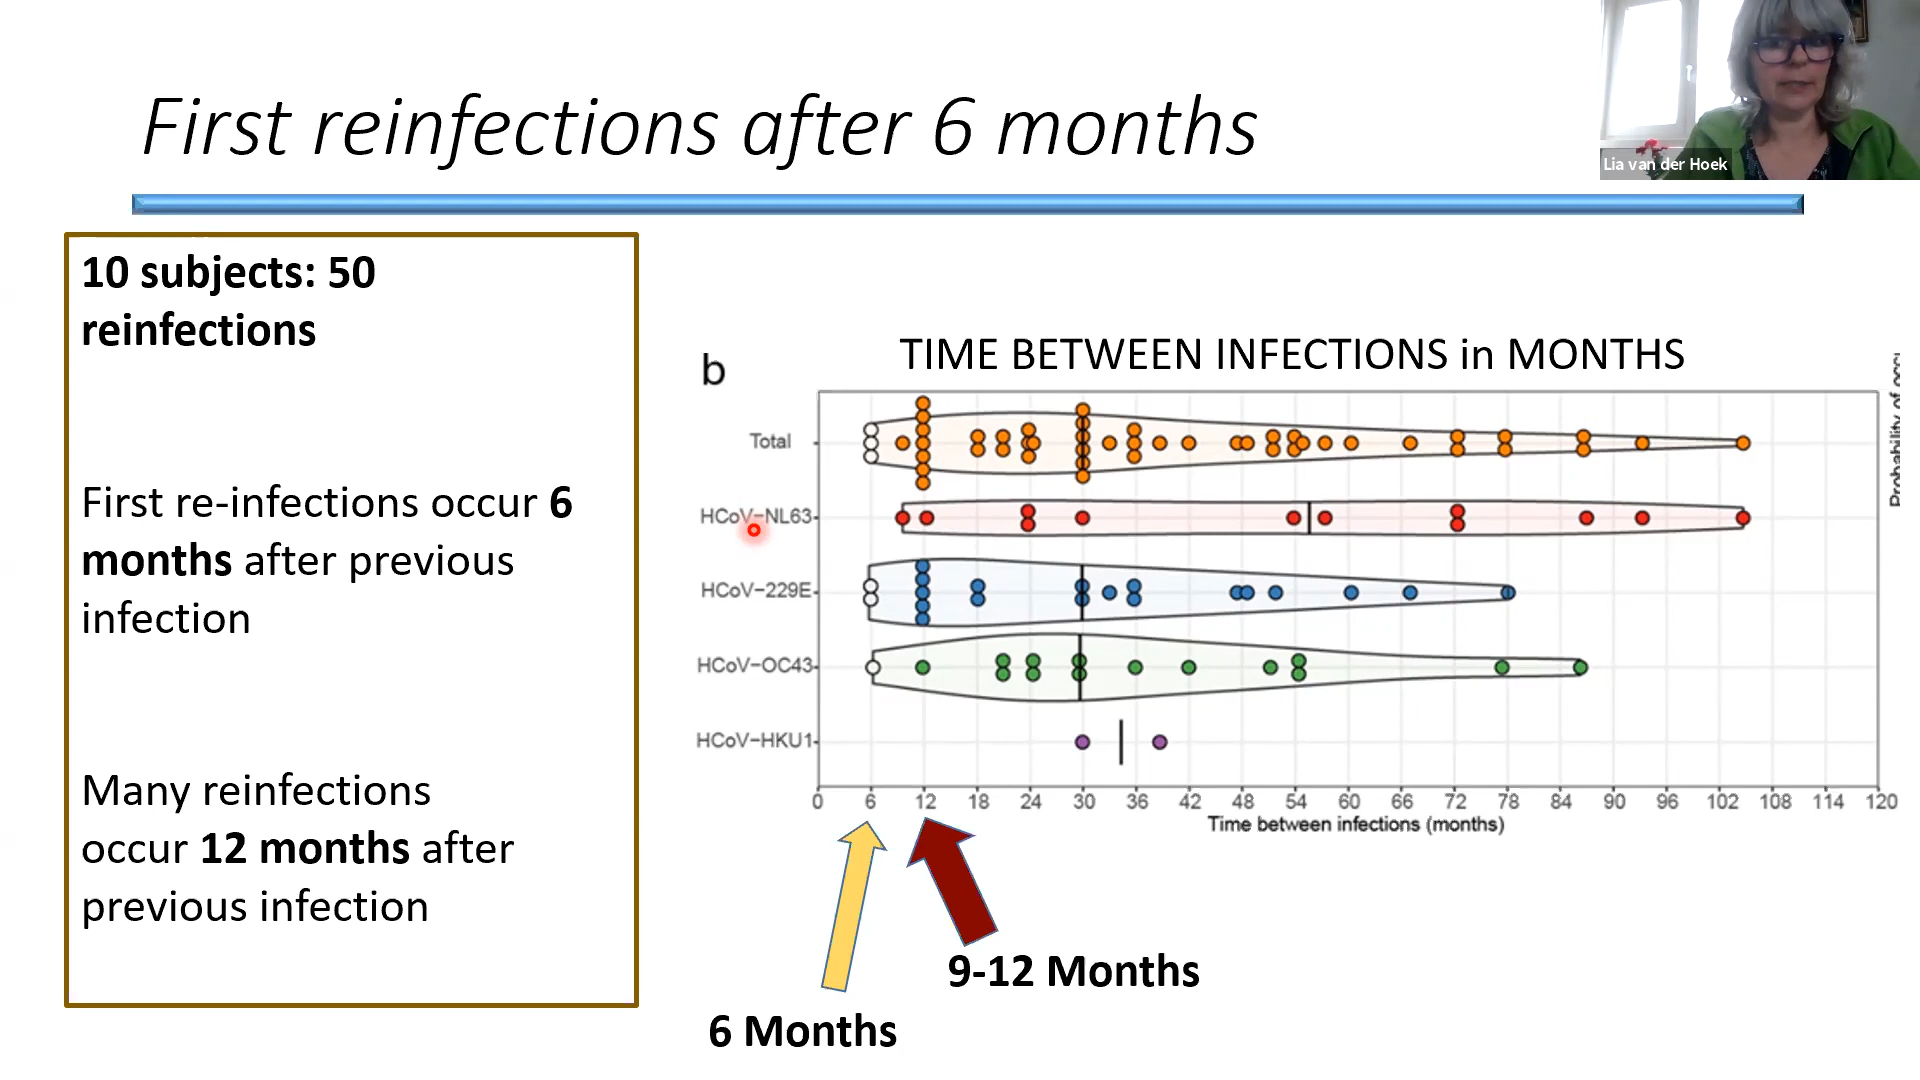 First reinfections after 6 months
Lia van der Hoek
10 subjects: 50
reinfections
First re-infections occur 6
months after previous
infection
Many reinfections
occur 12 months after
previous infection
b
TIME BETWEEN INFECTIONS in MONTHS
Total
HCoV-NL63
HCoV-229E
HCoV-OC43
HCoV-HKU1
0 6 12 18 24 30 36 42 48 54 60 66 72 78 84 90 96 102 108 114 120
Time between infections (months)
Probability of occu
9-12 Months
6 Months